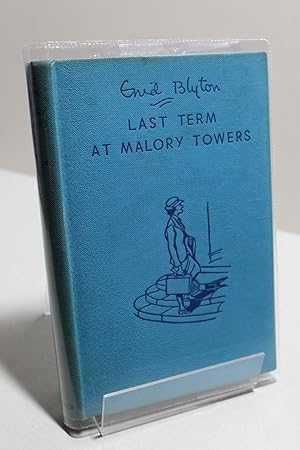 Enid Blyton
LAST TERM
AT MALORY TOWERS